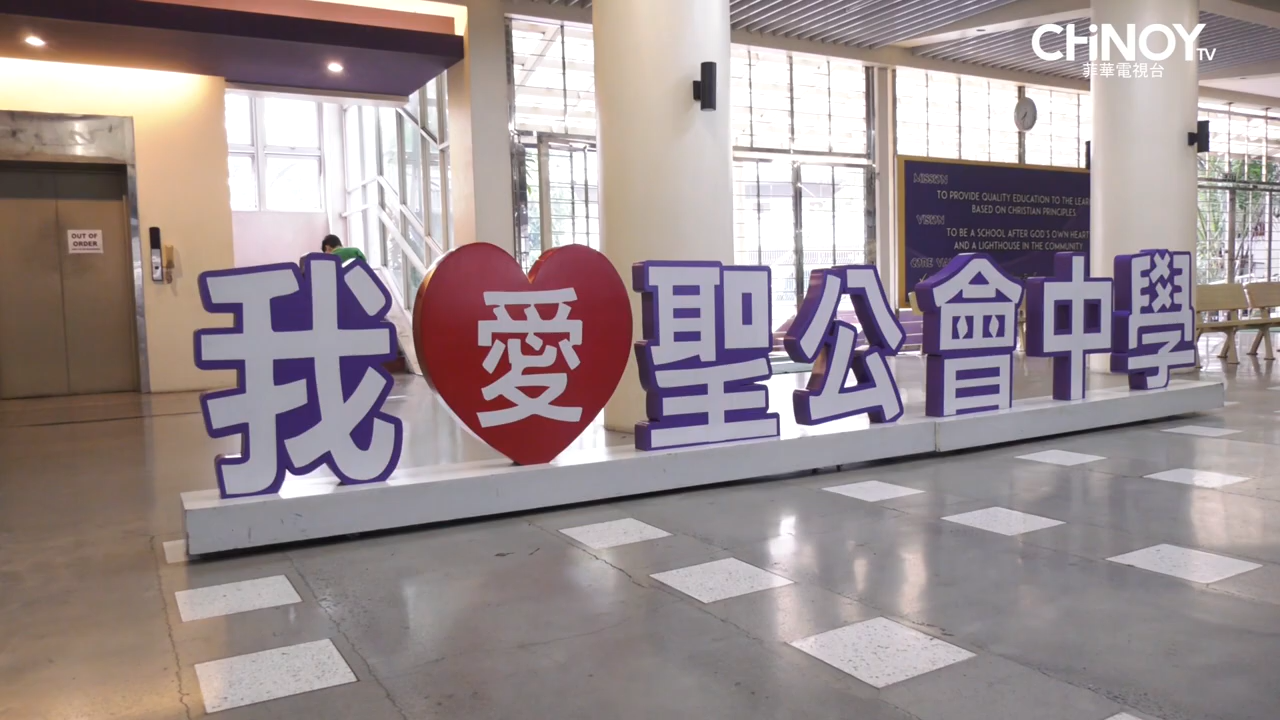 CHiNOY TV
菲華電視台
OUT OF
ORDER
MISSION
TO PROVIDE QUALITY EDUCATION TO THE LEAR
BASED ON CHRISTIAN PRINCIPLES.
VISION
TO BE A SCHOOL AFTER GOD'S OWN HEART
AND A LIGHTHOUSE IN THE COMMUNITY.
CORE VA
我愛聖公會中學